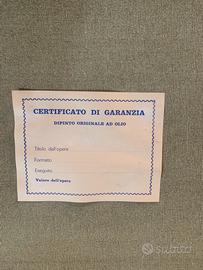 CERTIFICATO DI GARANZIA
DIPINTO ORIGINALE AD OLIO
Titolo dell'opera
Formato
Eseguito
Valore dell'opera
subito